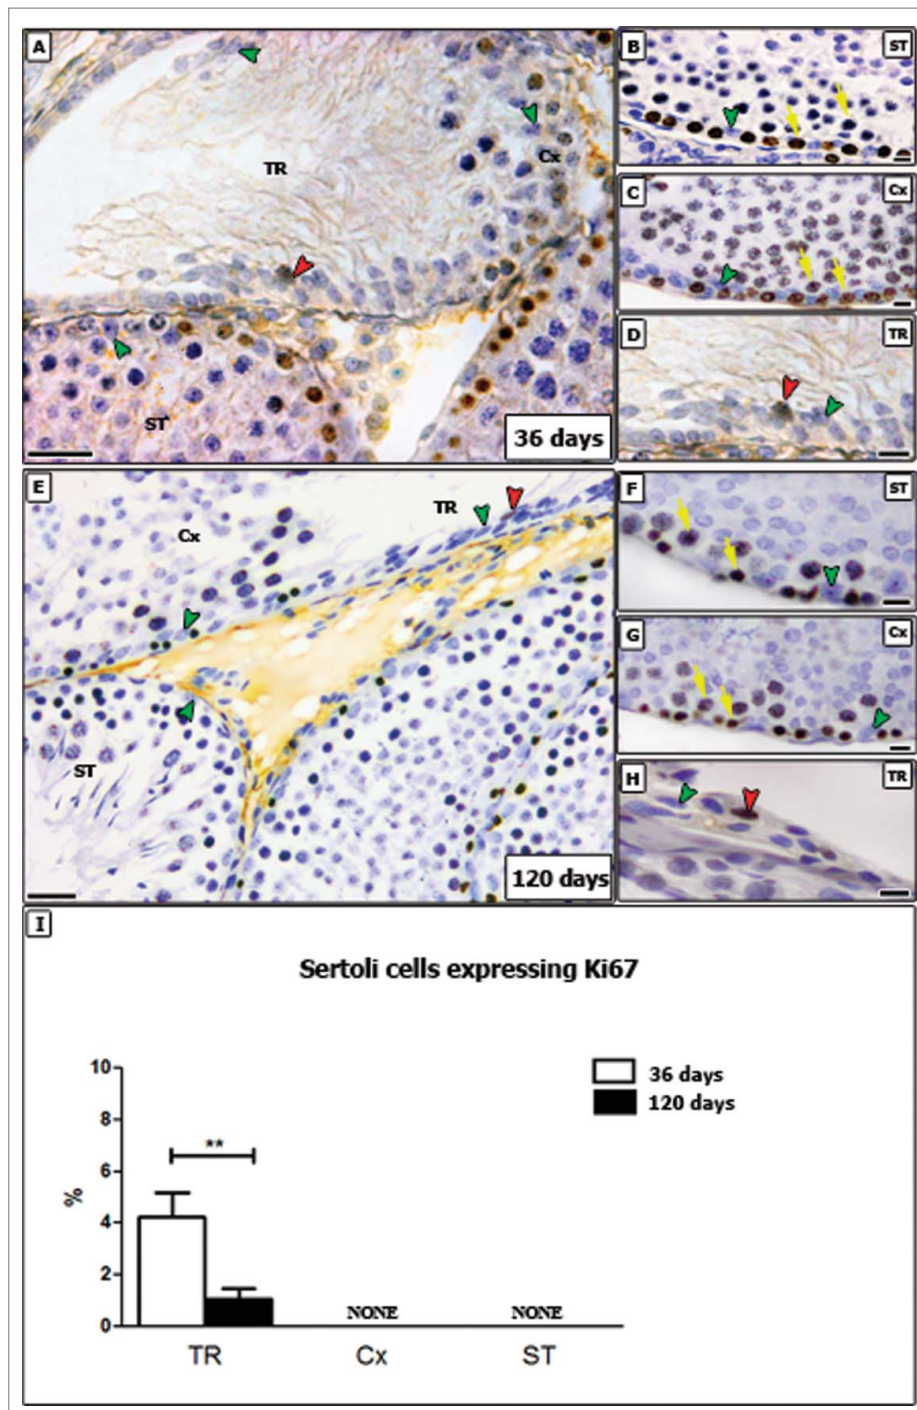 A
TR
Cx
ST
36 days
B
ST
C
Cx
D
TR
E
Cx
TR
ST
120 days
F
ST
G
Cx
H
TR
I
Sertoli cells expressing Ki67
10
8
6
4
2
0
%
**
36 days
120 days
NONE
NONE
TR
Cx
ST